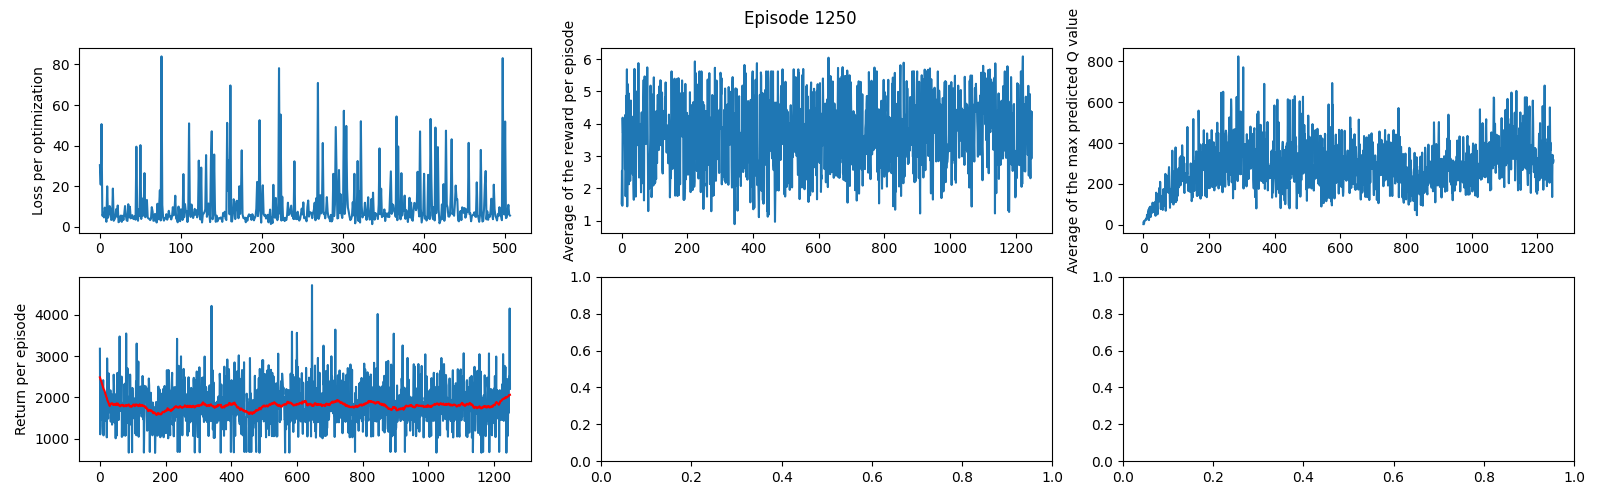 Episode 1250
Loss per optimization
80
60
40
20
0
0 100 200 300 400 500
Average of the reward per episode
6
5
4
3
2
1
0 200 400 600 800 1000 1200
Average of the max predicted Q value
800
600
400
200
0
0 200 400 600 800 1000 1200
Return per episode
4000
3000
2000
1000
0 200 400 600 800 1000 1200
1.0
0.8
0.6
0.4
0.2
0.0
0.0 0.2 0.4 0.6 0.8 1.0
1.0
0.8
0.6
0.4
0.2
0.0
0.0 0.2 0.4 0.6 0.8 1.0